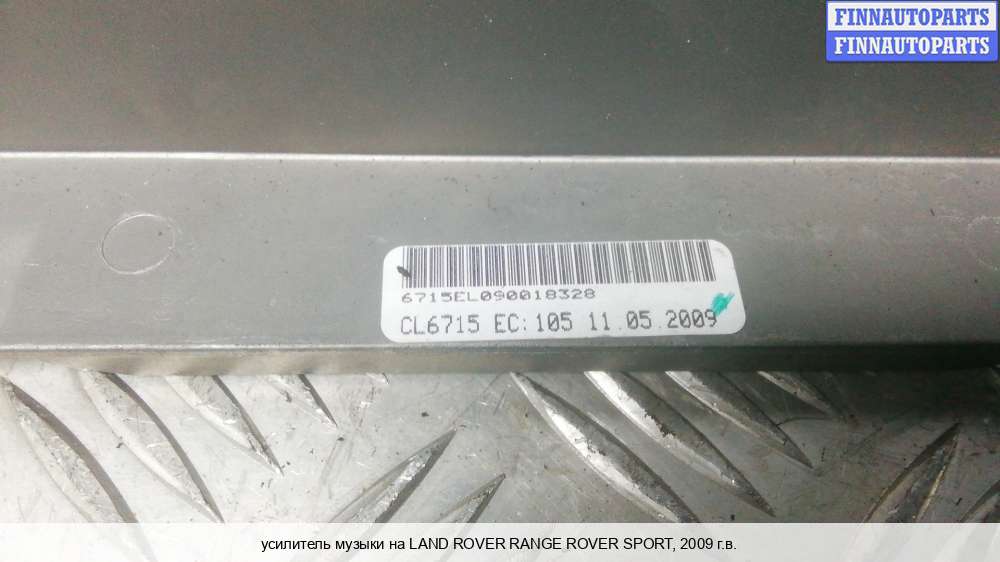 FINNAUTOPARTS
FINNAUTOPARTS
6715EL090018328
CL6715 EC:105 11.05.2009
усилитель музыки на LAND ROVER RANGE ROVER SPORT, 2009 г.в.